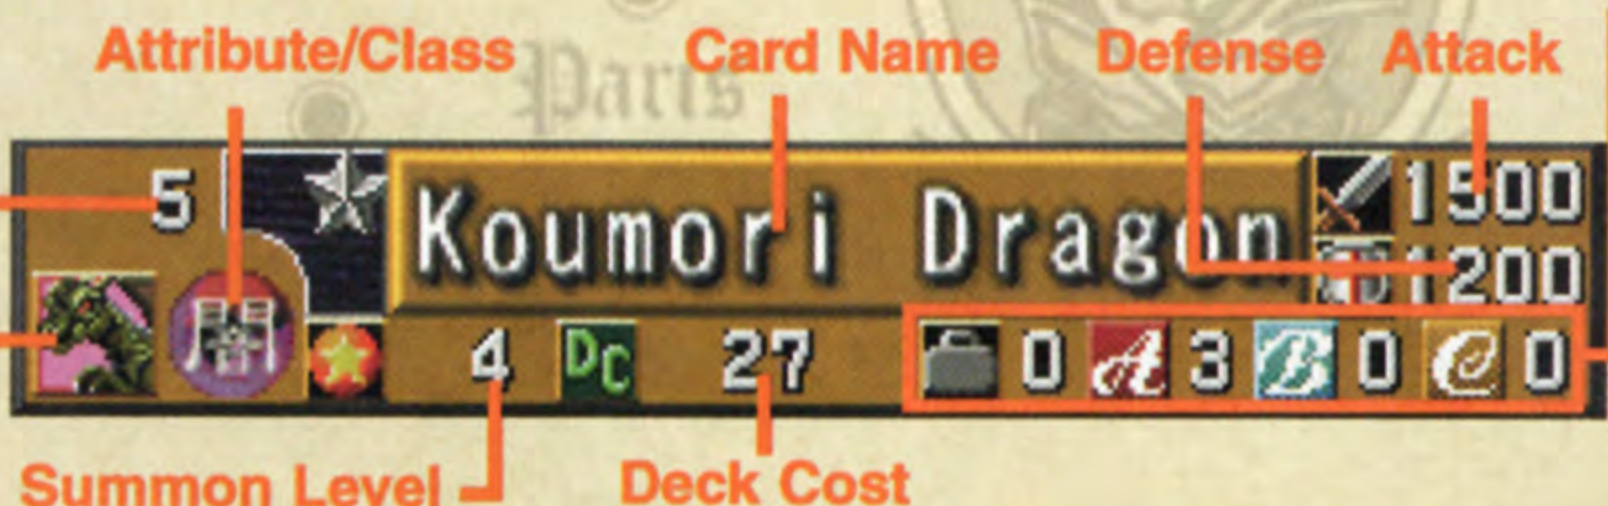 Attribute/Class Card Name Defense Attack
Parts
5 Koumori Dragon 1500
1200
4 DC 27 0 A 3 B 0 C 0
Summon Level Deck Cost